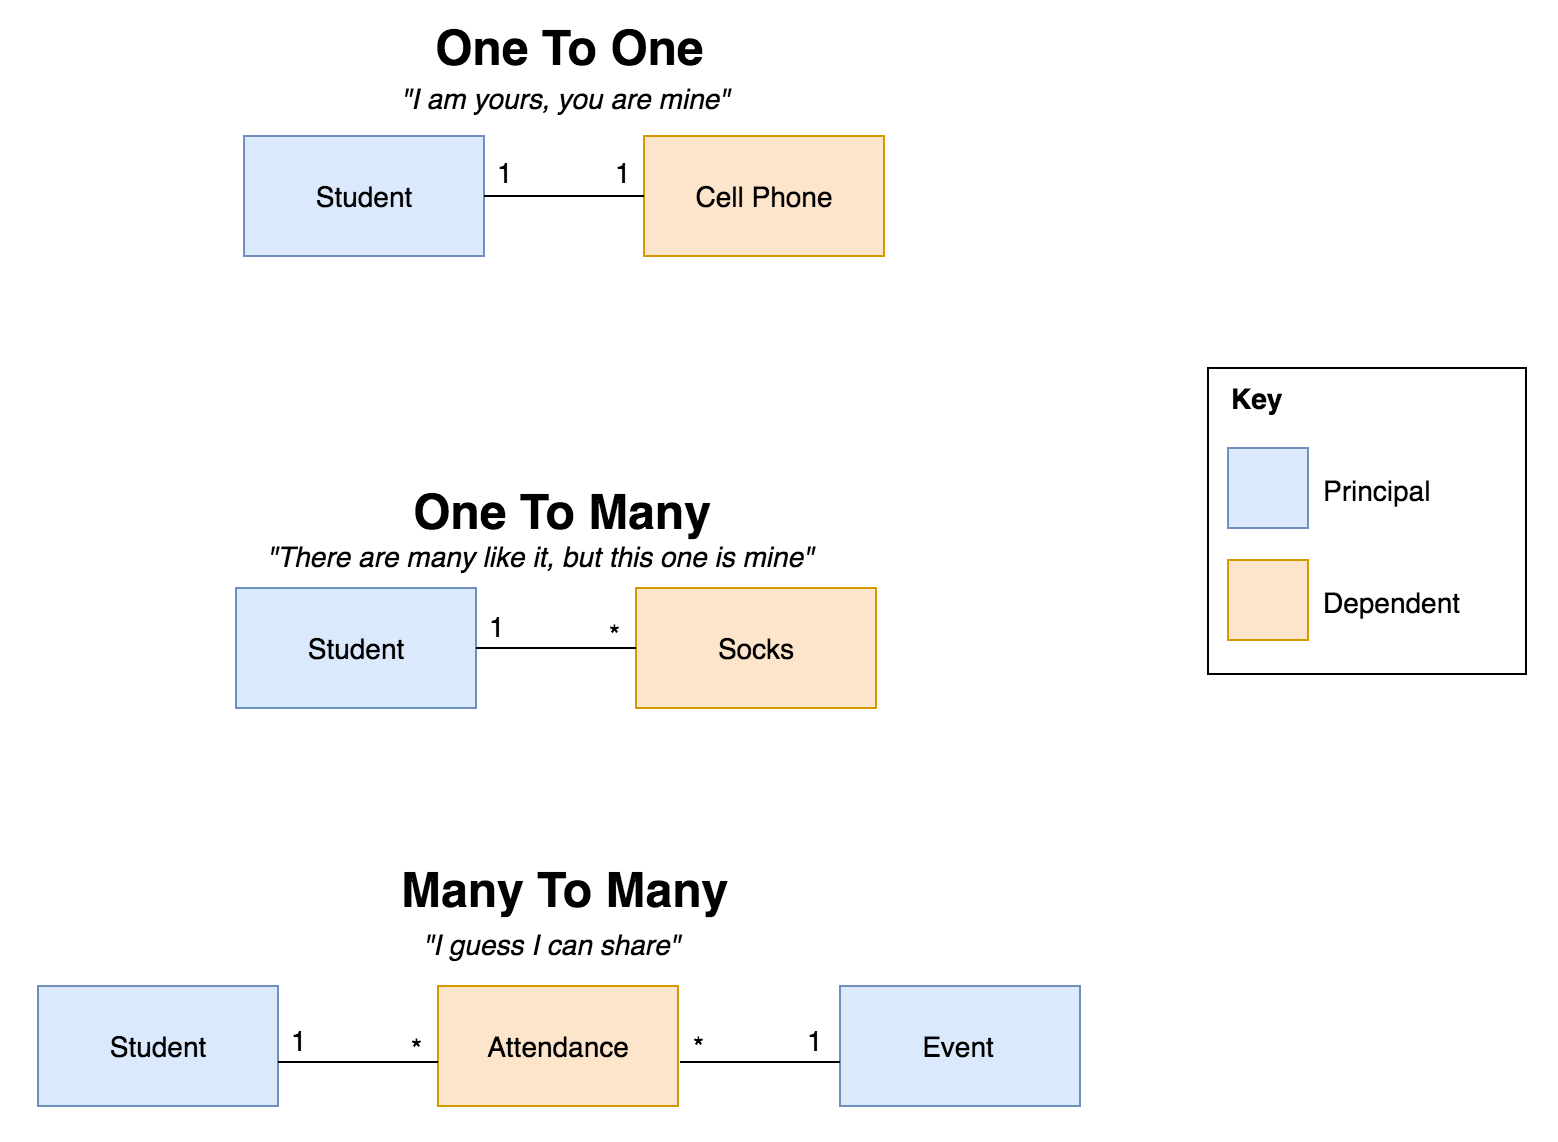 One To One
"I am yours, you are mine"
1 1
Student Cell Phone
Key
Principal
One To Many
"There are many like it, but this one is mine"
Dependent
1 *
Student Socks
Many To Many
"I guess I can share"
1 * * 1
Student Attendance Event